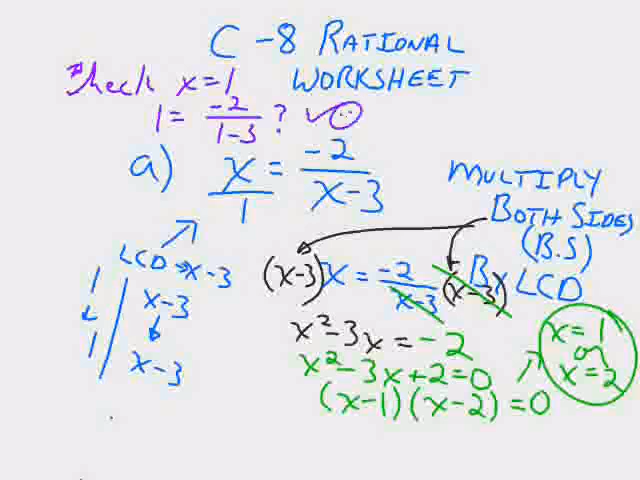 C-8 RATIONAL
WORKSHEET
Check x=1
1 = -2/(1-3) ? ✓
a) x/1 = -2/(x-3)
MULTIPLY
BOTH SIDES
(B.S)
By LCD
LCD → x-3
1 x-3
1 x-3
(x-3) x = -2/(x-3) (x-3)
x²-3x = -2
x²-3x+2=0
(x-1)(x-2)=0
x=1
or
x=2